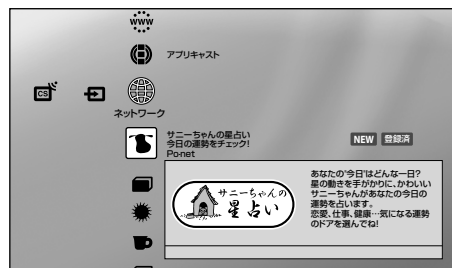 www
アプリキャスト
CS
ネットワーク
サニーちゃんの星占い
今日の運勢をチェック!
Po-net
NEW 登録済
サニーちゃんの
星占い
あなたの"今日"はどんな一日?
星の動きを手がかりに、かわいい
サニーちゃんがあなたの今日の
運勢を占います。
恋愛、仕事、健康…気になる運勢
のドアを選んでね!